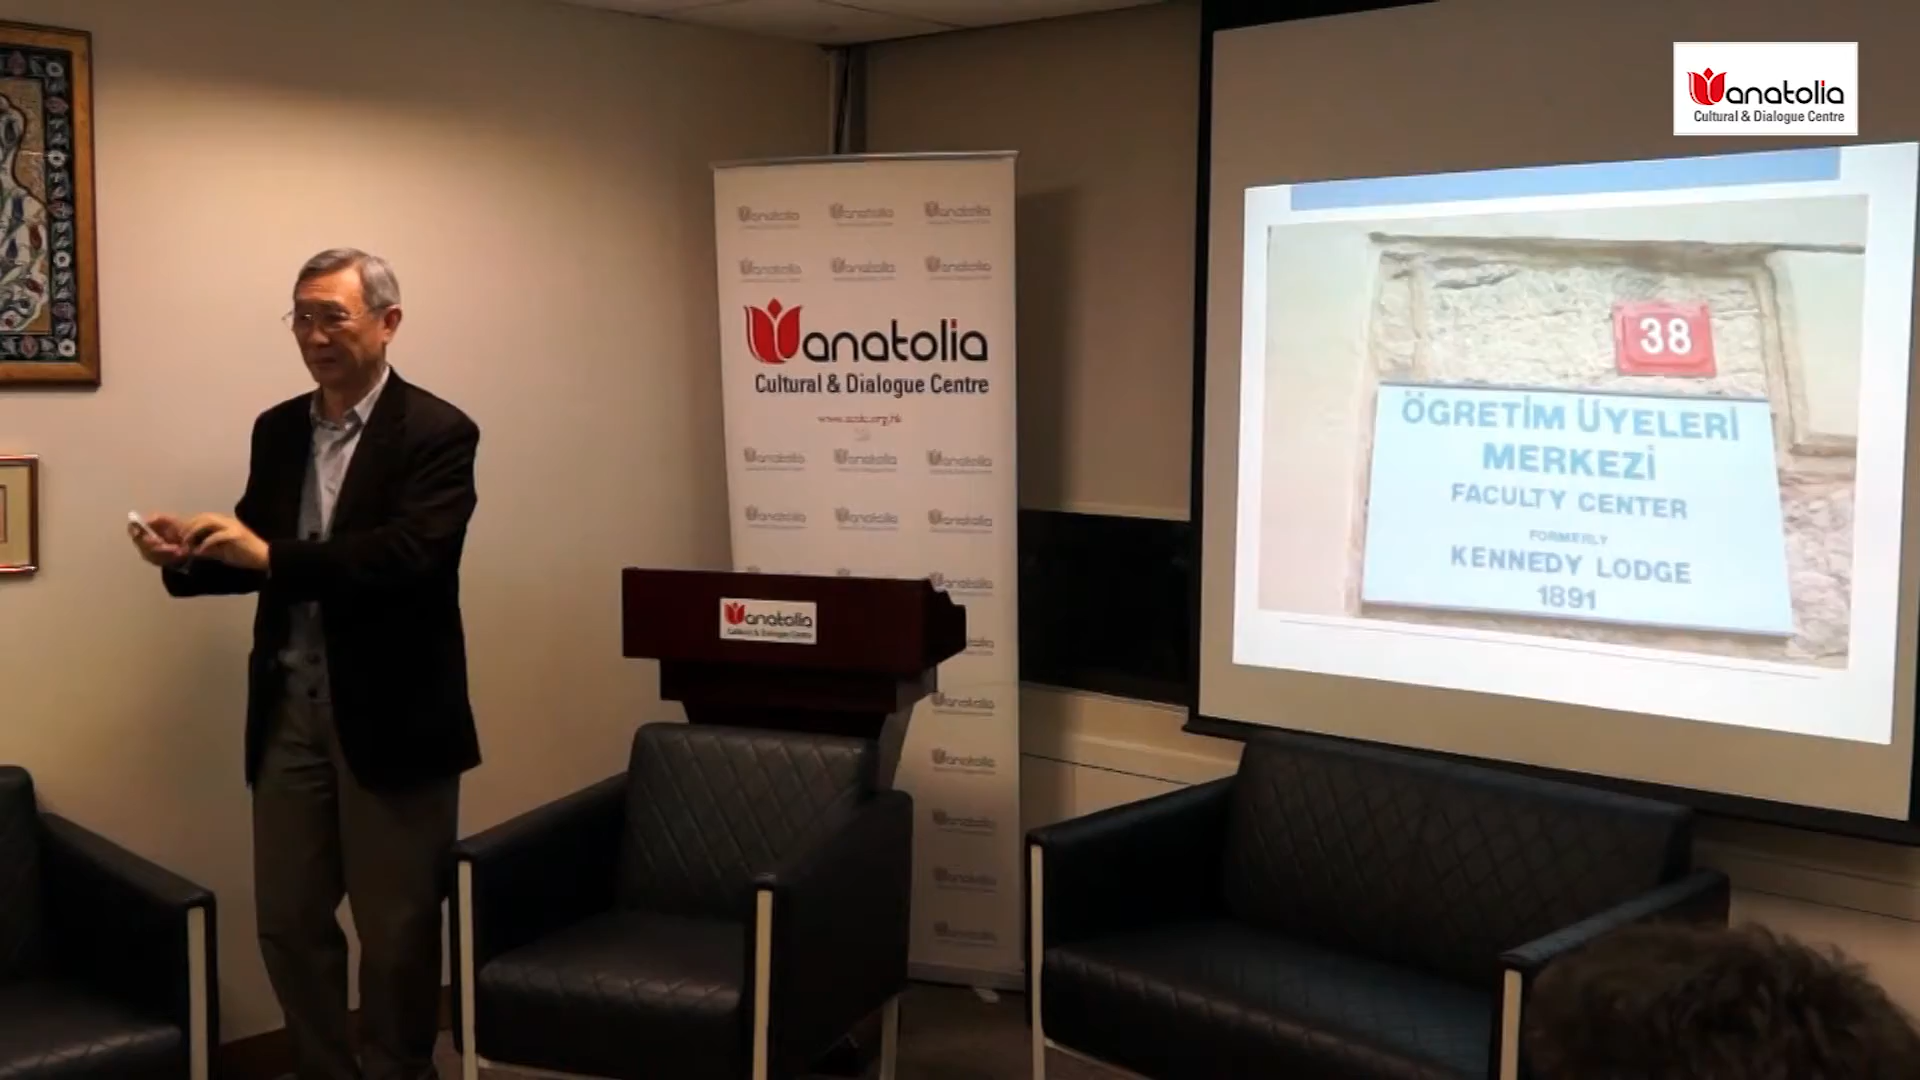 anatolia
Cultural & Dialogue Centre
anatolia
Cultural & Dialogue Centre
anatolia
Cultural & Dialogue Centre
38
ÖĞRETİM ÜYELERİ
MERKEZİ
FACULTY CENTER
FORMERLY
KENNEDY LODGE
1891